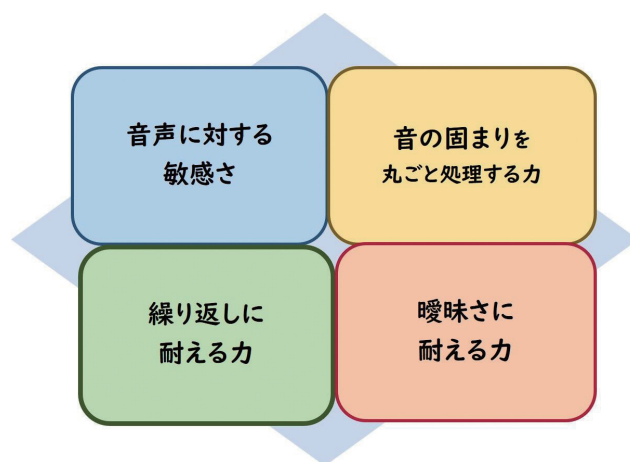 音声に対する
敏感さ
音の固まりを
丸ごと処理する力
繰り返しに
耐える力
曖昧さに
耐える力